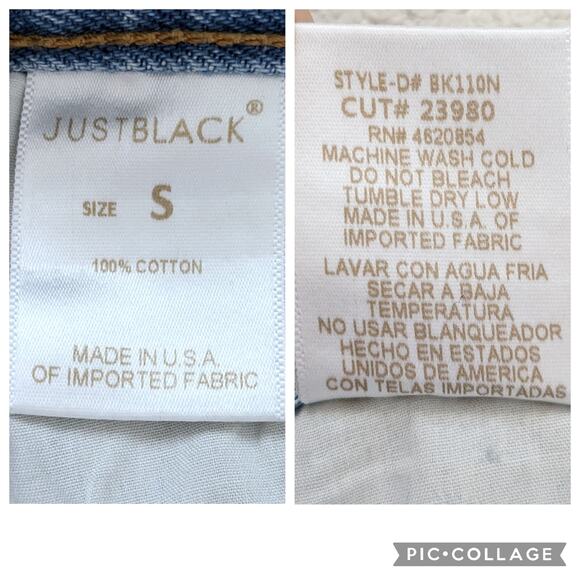 JUSTBLACK®
SIZE S
100% COTTON
MADE IN U.S.A.
OF IMPORTED FABRIC
STYLE-D# BK110N
CUT# 23980
RN# 4620854
MACHINE WASH COLD
DO NOT BLEACH
TUMBLE DRY LOW
MADE IN U.S.A. OF
IMPORTED FABRIC
LAVAR CON AGUA FRIA
SECAR A BAJA
TEMPERATURA
NO USAR BLANQUEADOR
HECHO EN ESTADOS
UNIDOS DE AMERICA
CON TELAS IMPORTADAS
PIC•COLLAGE